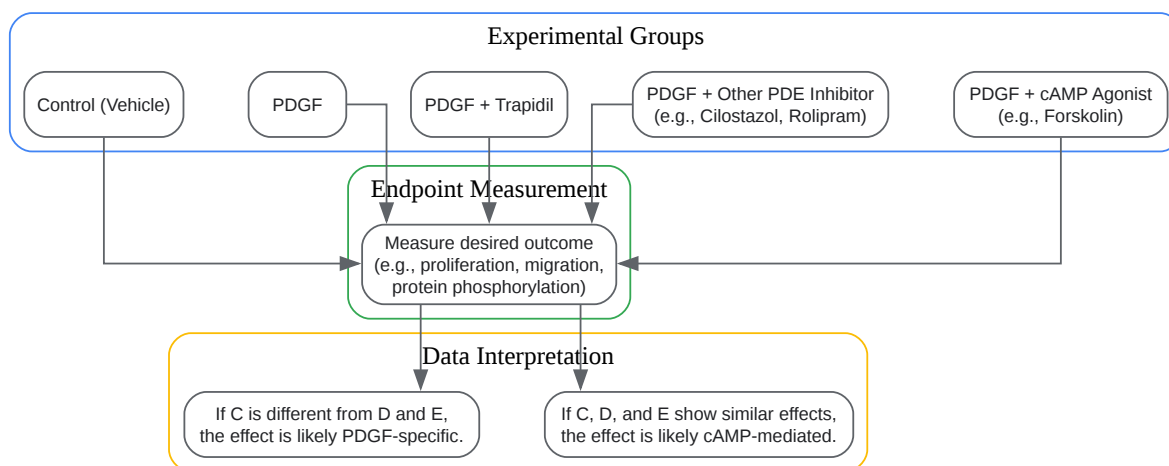 Experimental Groups
Control (Vehicle)
PDGF
PDGF + Trapidil
PDGF + Other PDE Inhibitor
(e.g., Cilostazol, Rolipram)
PDGF + cAMP Agonist
(e.g., Forskolin)
Endpoint Measurement
Measure desired outcome
(e.g., proliferation, migration,
protein phosphorylation)
Data Interpretation
If C is different from D and E,
the effect is likely PDGF-specific.
If C, D, and E show similar effects,
the effect is likely cAMP-mediated.